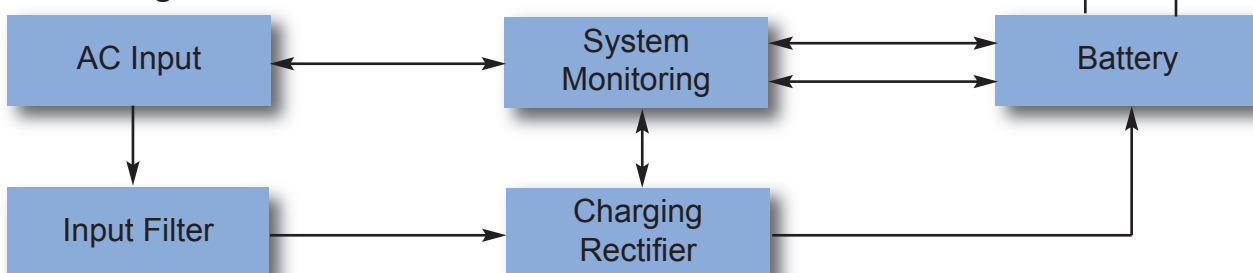 AC Input
System
Monitoring
Battery
Input Filter
Charging
Rectifier